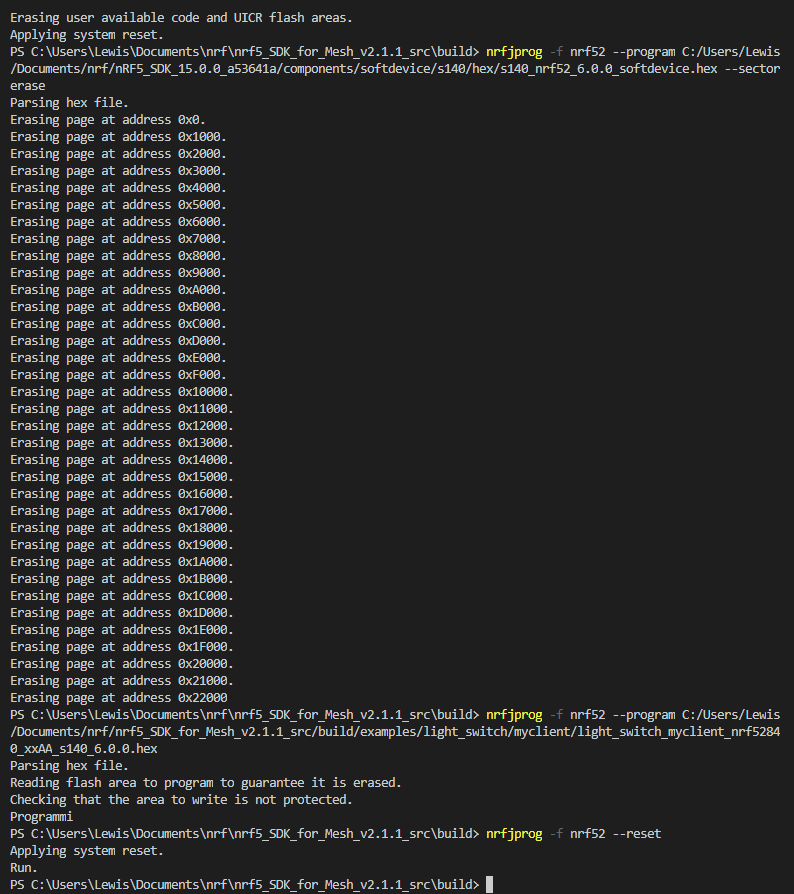 Erasing user available code and UICR flash areas.
Applying system reset.
PS C:\Users\Lewis\Documents\nrf\nrf5_SDK_for_Mesh_v2.1.1_src\build> nrfjprog -f nrf52 --program C:/Users/Lewis
/Documents/nrf/nRF5_SDK_15.0.0_a53641a/components/softdevice/s140/hex/s140_nrf52_6.0.0_softdevice.hex --sector
erase
Parsing hex file.
Erasing page at address 0x0.
Erasing page at address 0x1000.
Erasing page at address 0x2000.
Erasing page at address 0x3000.
Erasing page at address 0x4000.
Erasing page at address 0x5000.
Erasing page at address 0x6000.
Erasing page at address 0x7000.
Erasing page at address 0x8000.
Erasing page at address 0x9000.
Erasing page at address 0xA000.
Erasing page at address 0xB000.
Erasing page at address 0xC000.
Erasing page at address 0xD000.
Erasing page at address 0xE000.
Erasing page at address 0xF000.
Erasing page at address 0x10000.
Erasing page at address 0x11000.
Erasing page at address 0x12000.
Erasing page at address 0x13000.
Erasing page at address 0x14000.
Erasing page at address 0x15000.
Erasing page at address 0x16000.
Erasing page at address 0x17000.
Erasing page at address 0x18000.
Erasing page at address 0x19000.
Erasing page at address 0x1A000.
Erasing page at address 0x1B000.
Erasing page at address 0x1C000.
Erasing page at address 0x1D000.
Erasing page at address 0x1E000.
Erasing page at address 0x1F000.
Erasing page at address 0x20000.
Erasing page at address 0x21000.
Erasing page at address 0x22000
PS C:\Users\Lewis\Documents\nrf\nrf5_SDK_for_Mesh_v2.1.1_src\build> nrfjprog -f nrf52 --program C:/Users/Lewis
/Documents/nrf/nrf5_SDK_for_Mesh_v2.1.1_src/build/examples/light_switch/myclient/light_switch_myclient_nrf5284
0_xxAA_s140_6.0.0.hex
Parsing hex file.
Reading flash area to program to guarantee it is erased.
Checking that the area to write is not protected.
Programmi
PS C:\Users\Lewis\Documents\nrf\nrf5_SDK_for_Mesh_v2.1.1_src\build> nrfjprog -f nrf52 --reset
Applying system reset.
Run.
PS C:\Users\Lewis\Documents\nrf\nrf5_SDK_for_Mesh_v2.1.1_src\build>